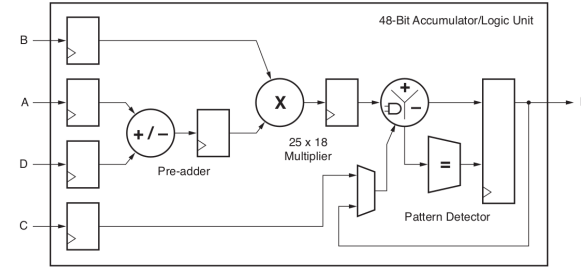 48-Bit Accumulator/Logic Unit
B
A
D
C
+ / −
Pre-adder
X
25 x 18
Multiplier
+
−
=
Pattern Detector